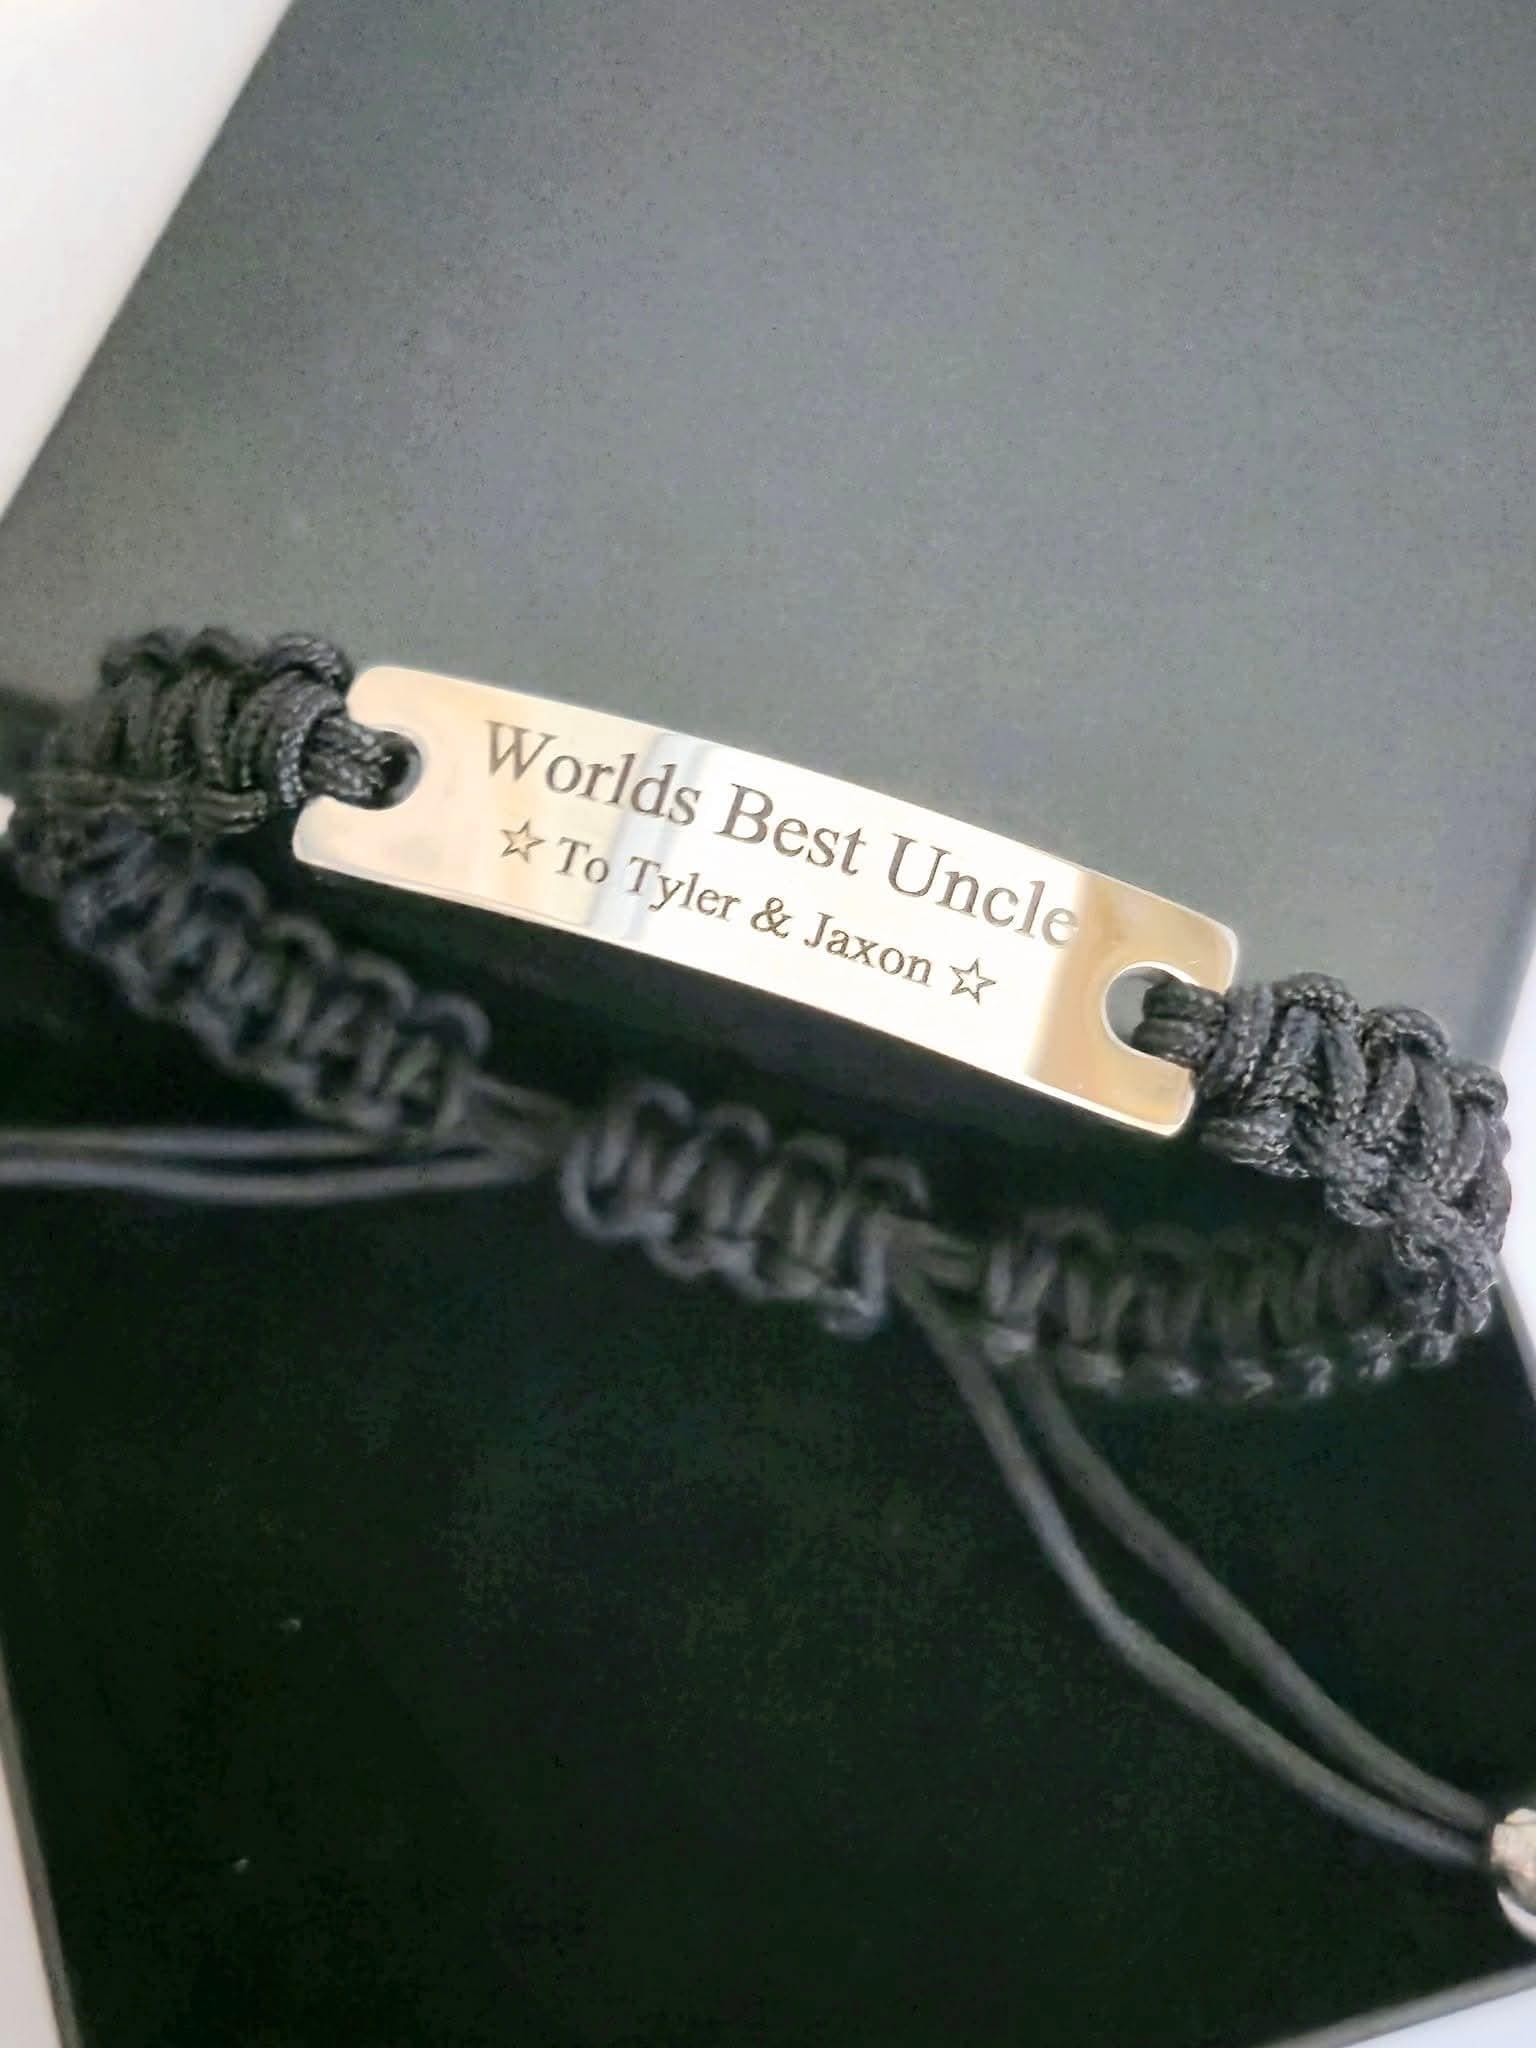 Worlds Best Uncle
☆ To Tyler & Jaxon ☆